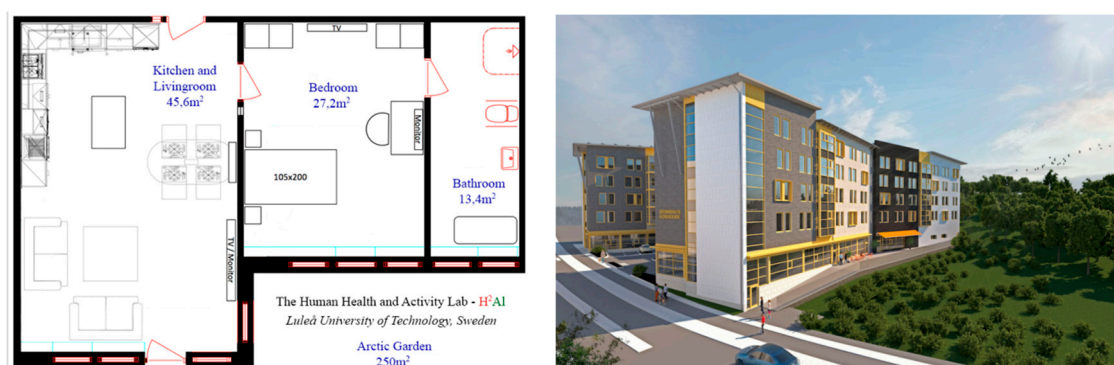 TV
Kitchen and
Livingroom
45,6m²
Bedroom
27,2m²
Monitor
105x200
Bathroom
13,4m²
TV / Monitor
The Human Health and Activity Lab - H²Al
Luleå University of Technology, Sweden
Arctic Garden
250m²